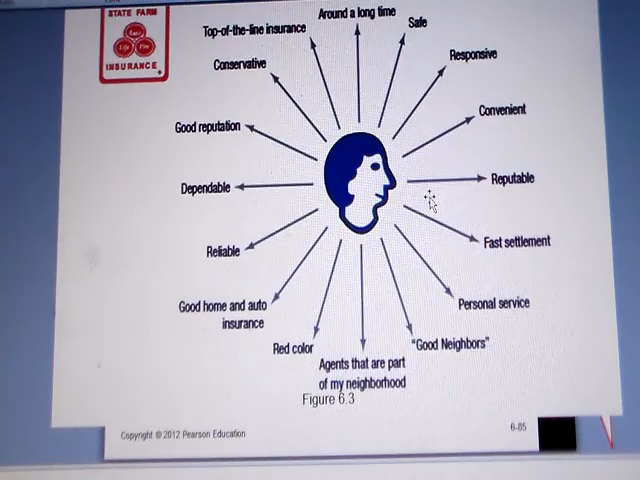 STATE FARM
Auto
Life Fire
INSURANCE
Around a long time
Top-of-the-line insurance
Safe
Conservative
Responsive
Good reputation
Convenient
Dependable
Reputable
Reliable
Fast settlement
Good home and auto
insurance
Personal service
Red color
"Good Neighbors"
Agents that are part
of my neighborhood
Figure 6.3
Copyright © 2012 Pearson Education
6-85